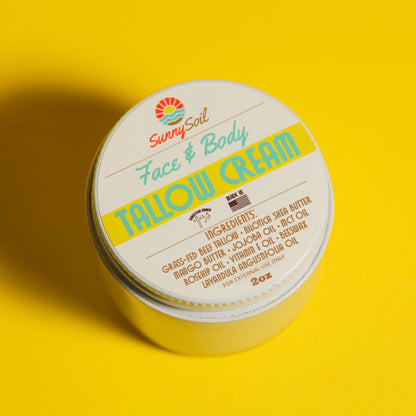 SunnySoil
Face & Body
TALLOW CREAM
MADE IN
INGREDIENTS:
GRASS-FED BEEF TALLOW • NILOTICA SHEA BUTTER
MANGO BUTTER • JOJOBA OIL • MCT OIL
ROSEHIP OIL • VITAMIN E OIL • BEESWAX
LAVANDULA ANGUSTIFOLIA OIL
FOR EXTERNAL USE ONLY
2OZ